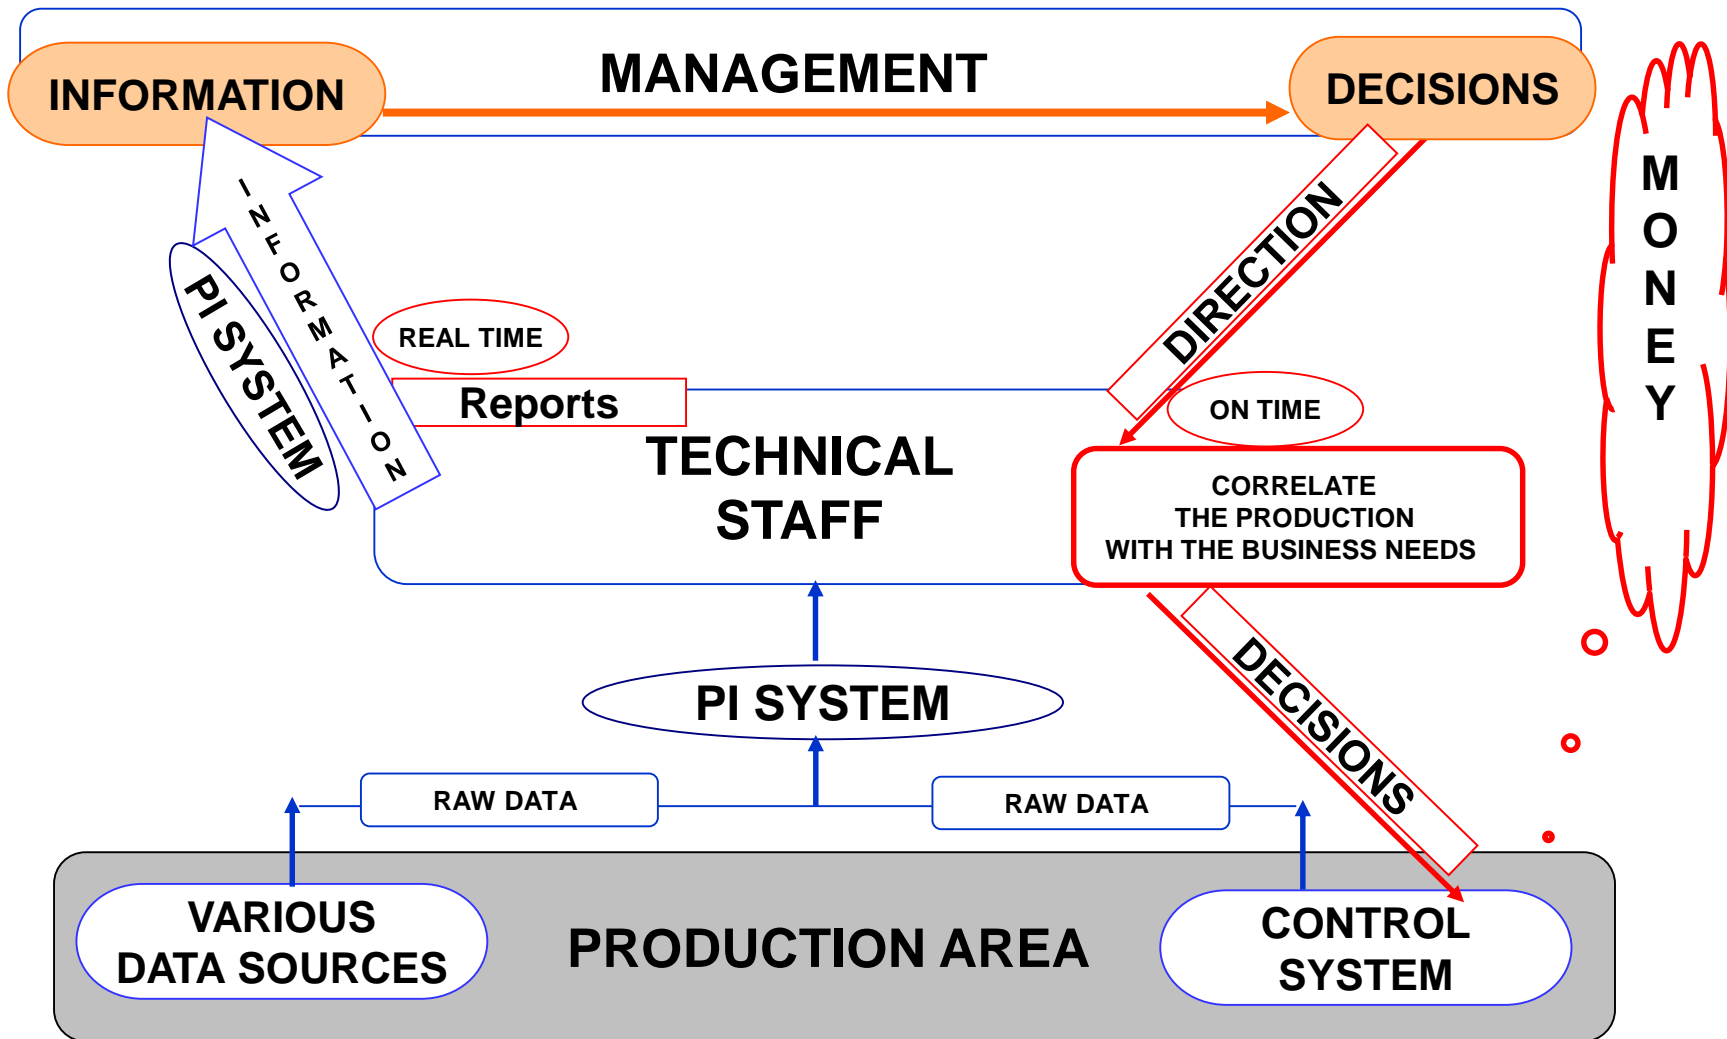 MANAGEMENT
INFORMATION
DECISIONS
MONEY
INFORMATION
PI SYSTEM
DIRECTION
REAL TIME
Reports
ON TIME
TECHNICAL
STAFF
CORRELATE
THE PRODUCTION
WITH THE BUSINESS NEEDS
PI SYSTEM
DECISIONS
RAW DATA
RAW DATA
VARIOUS
DATA SOURCES
PRODUCTION AREA
CONTROL
SYSTEM